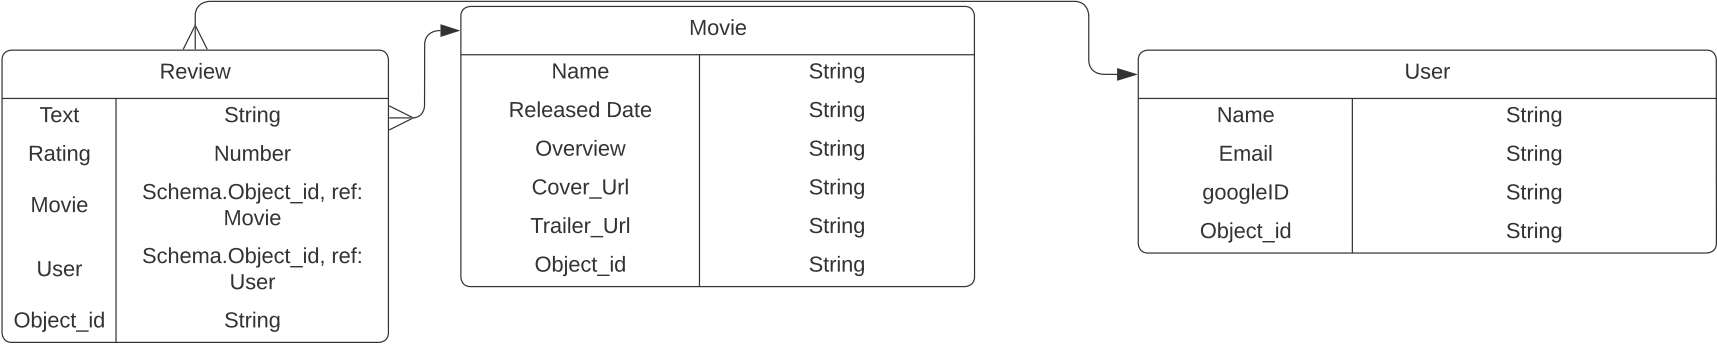 Review
Text String
Rating Number
Movie Schema.Object_id, ref:
Movie
User Schema.Object_id, ref:
User
Object_id String
Movie
Name String
Released Date String
Overview String
Cover_Url String
Trailer_Url String
Object_id String
User
Name String
Email String
googleID String
Object_id String